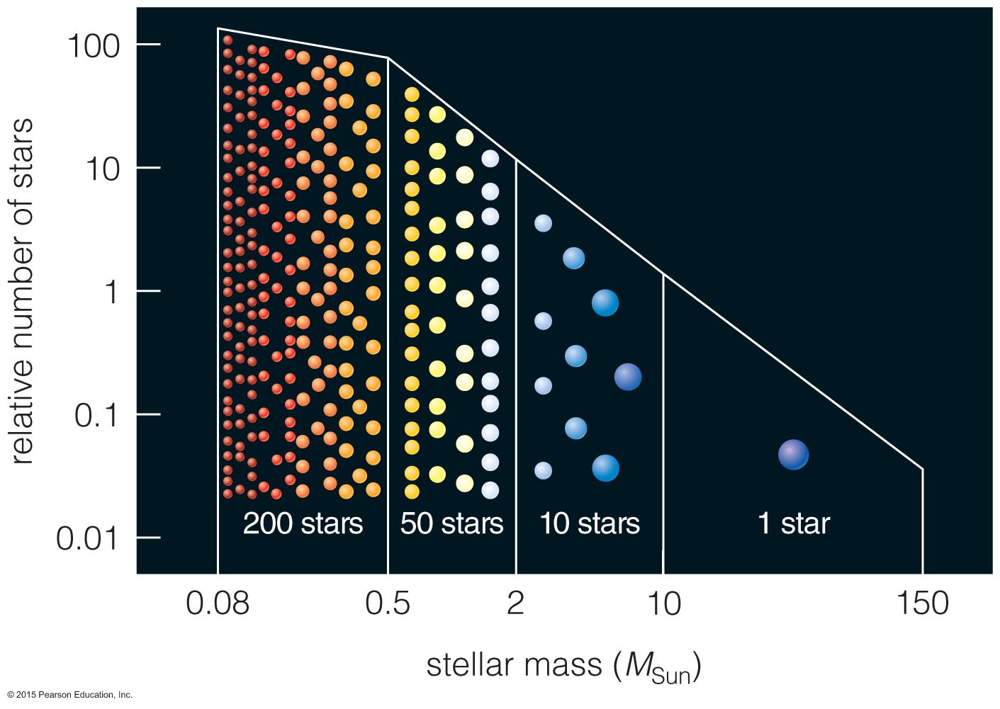 relative number of stars
100
10
1
0.1
0.01
200 stars
50 stars
10 stars
1 star
0.08
0.5
2
10
150
stellar mass (MSun)
© 2015 Pearson Education, Inc.